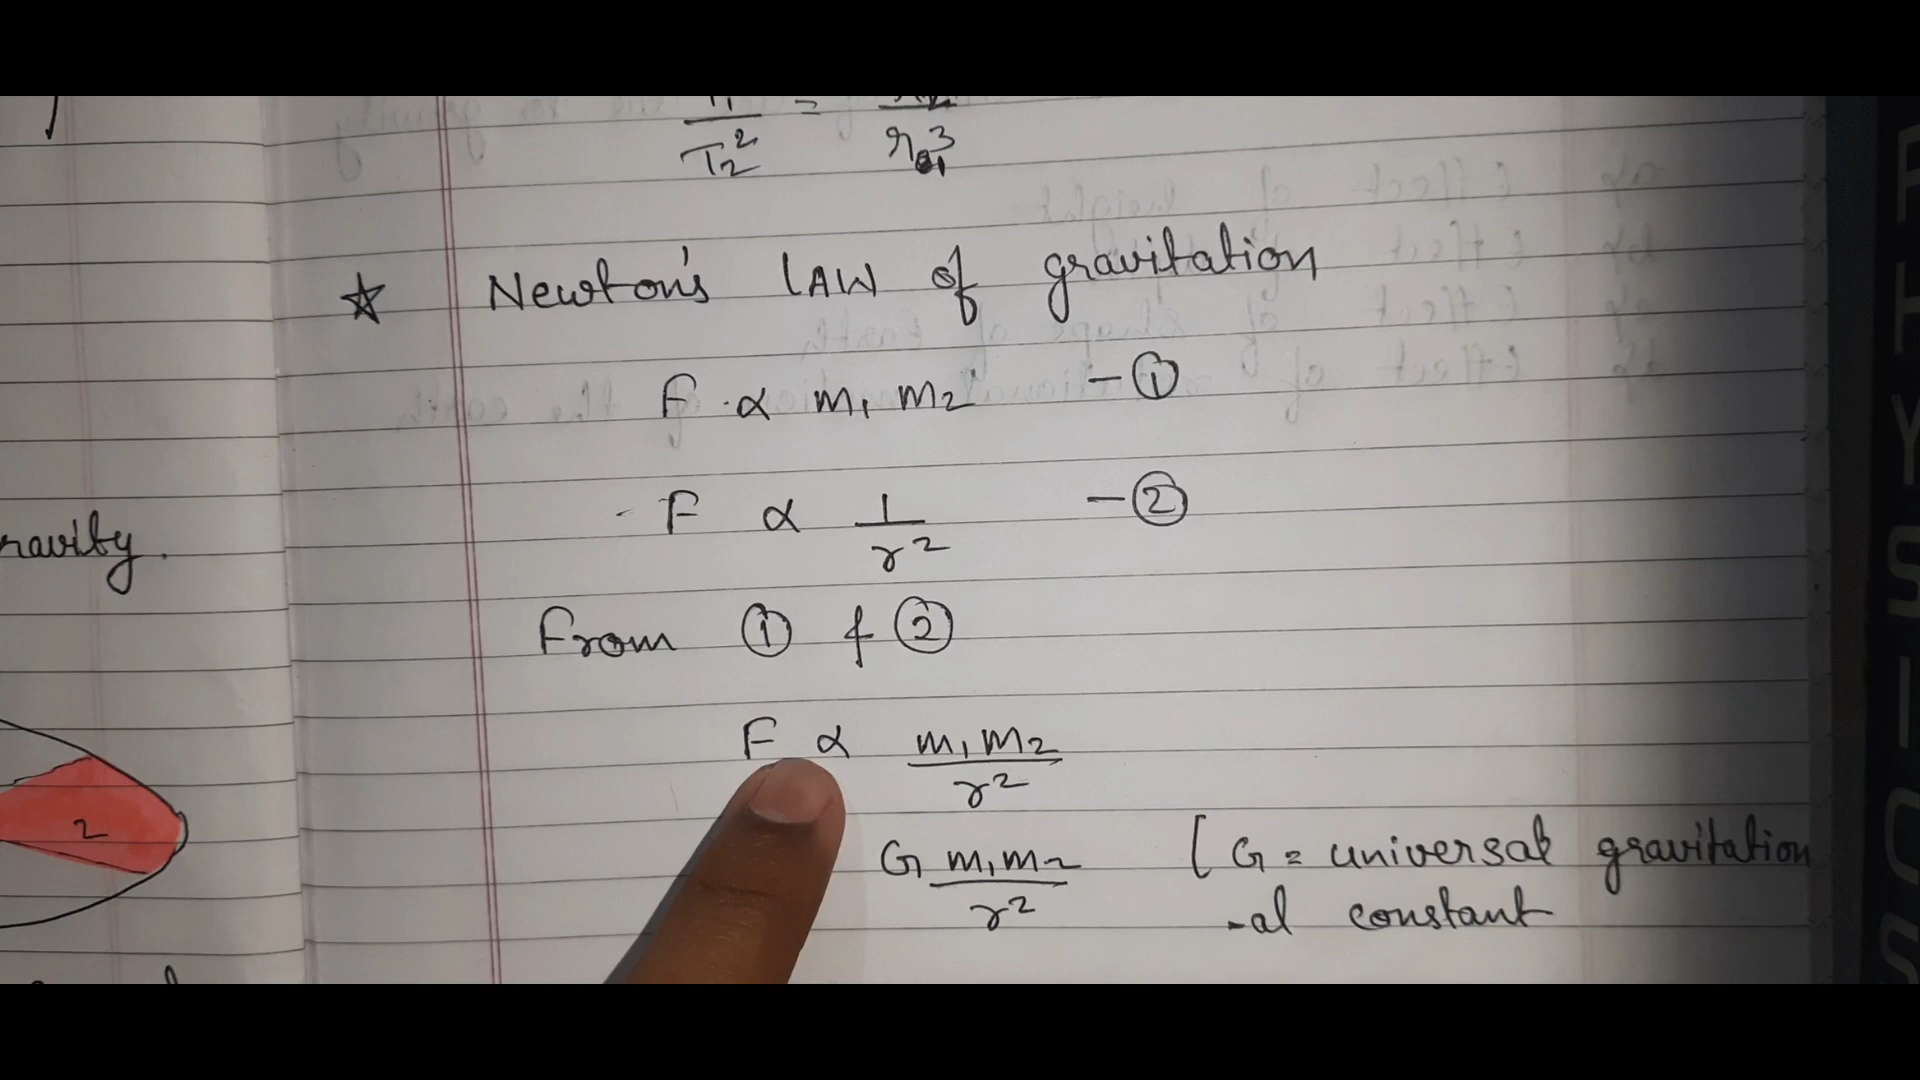 T₂² = r₁³
☆ Newton's LAW of gravitation
F ∝ m₁ m₂ - ①
F ∝ 1/r² - ②
ravity.
From ① & ②
F ∝ m₁m₂/r²
2
G m₁m₂/r² [G = universal gravitation
-al constant